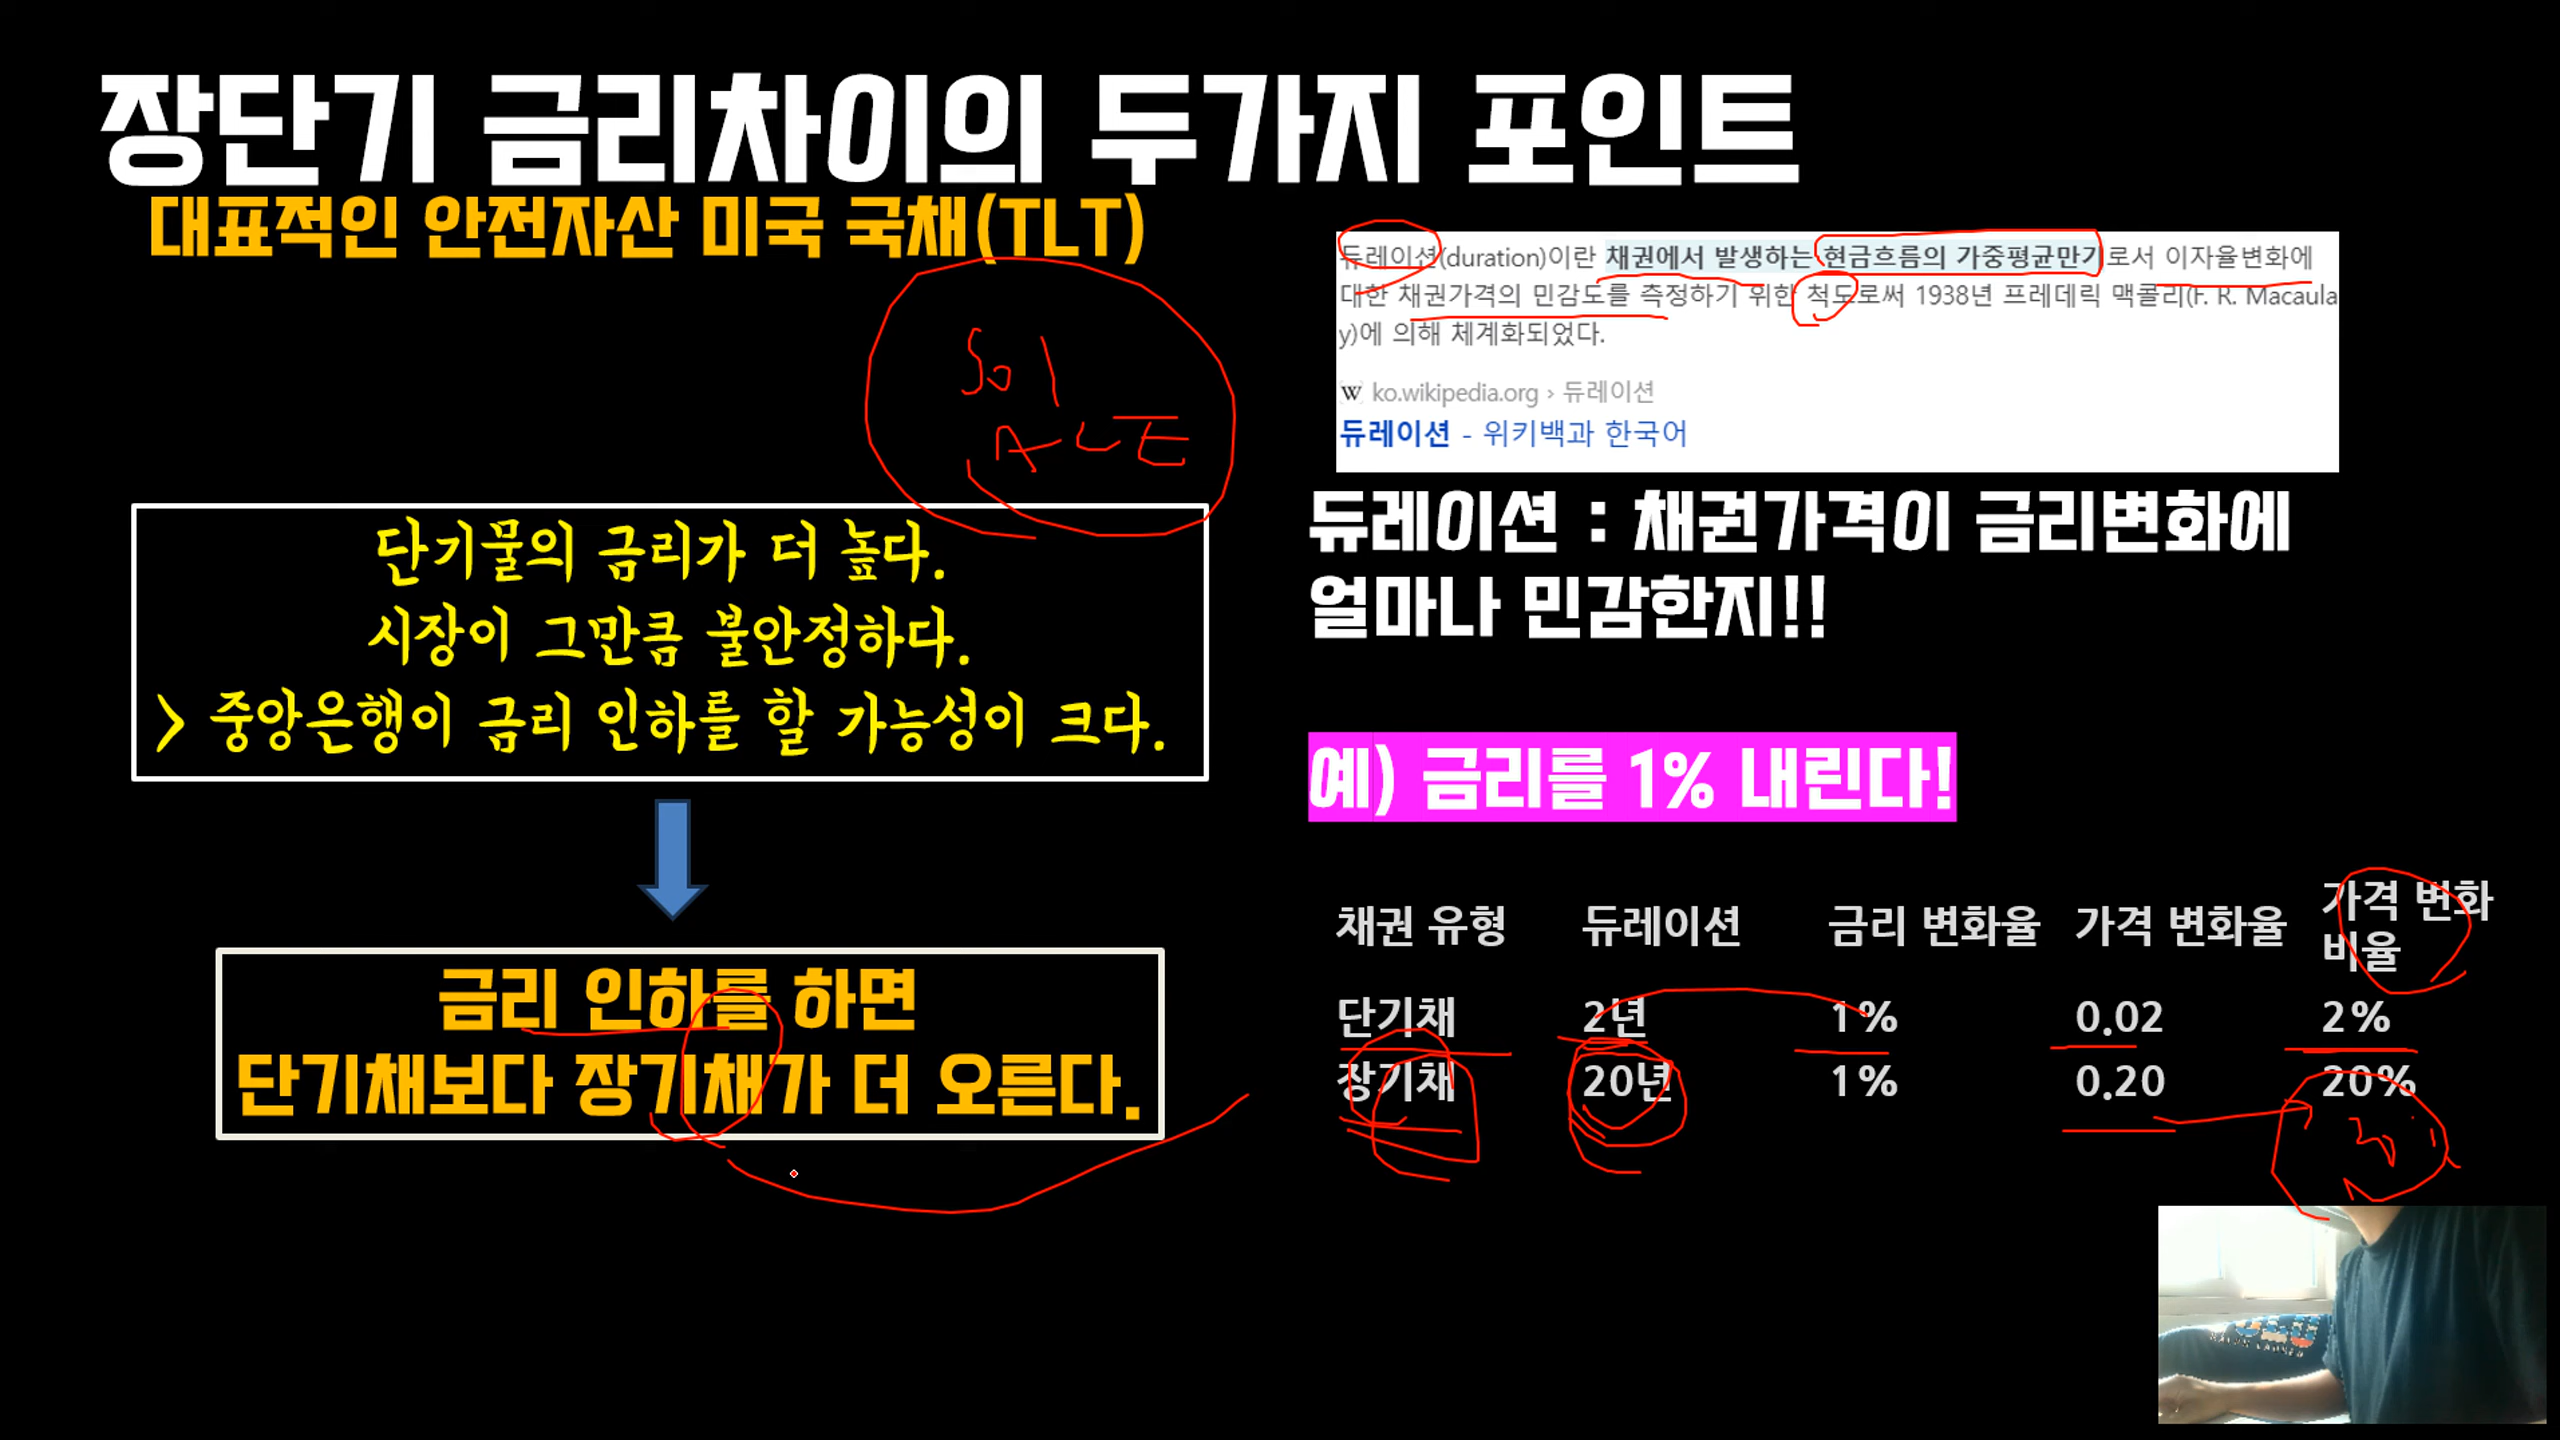 장단기 금리차이의 두가지 포인트
대표적인 안전자산 미국 국채(TLT)
단기물의 금리가 더 높다.
시장이 그만큼 불안정하다.
> 중앙은행이 금리 인하를 할 가능성이 크다.
금리 인하를 하면
단기채보다 장기채가 더 오른다.
듀레이션(duration)이란 채권에서 발생하는 현금흐름의 가중평균만기로서 이자율변화에
대한 채권가격의 민감도를 측정하기 위한 척도로써 1938년 프레데릭 맥콜리(F. R. Macaula
y)에 의해 체계화되었다.
W ko.wikipedia.org › 듀레이션
듀레이션 - 위키백과 한국어
듀레이션 : 채권가격이 금리변화에
얼마나 민감한지!!
예) 금리를 1% 내린다!
채권 유형 듀레이션 금리 변화율 가격 변화율 가격 변화 비율
단기채 2년 1% 0.02 2%
장기채 20년 1% 0.20 20%